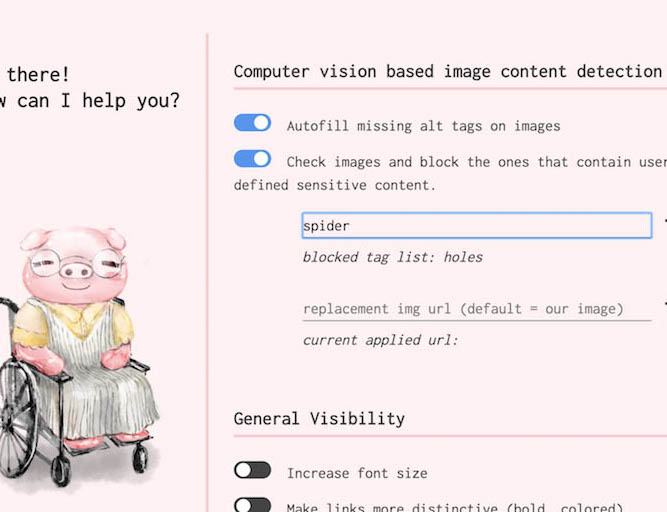 there!
can I help you?
Computer vision based image content detection
Autofill missing alt tags on images
Check images and block the ones that contain user
defined sensitive content.
spider
blocked tag list: holes
replacement img url (default = our image)
current applied url:
General Visibility
Increase font size
Make links more distinctive (bold, colored)